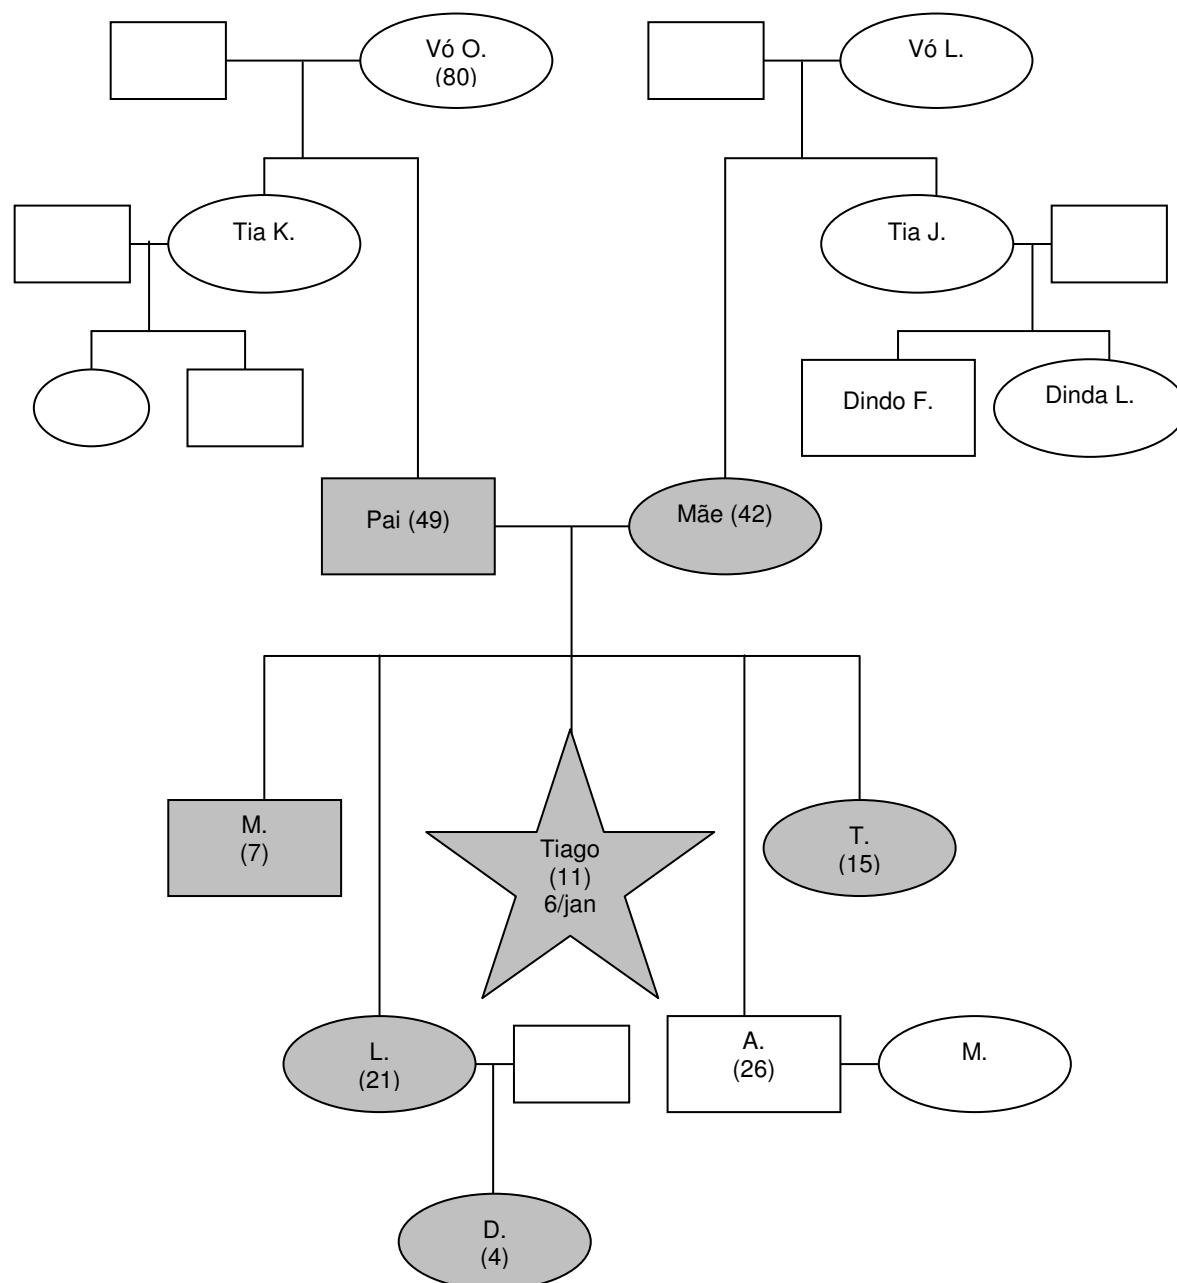 Vó O.
(80)
Vó L.
Tia K.
Tia J.
Dindo F.
Dinda L.
Pai (49)
Mãe (42)
M.
(7)
Tiago
(11)
6/jan
T.
(15)
L.
(21)
A.
(26)
M.
D.
(4)